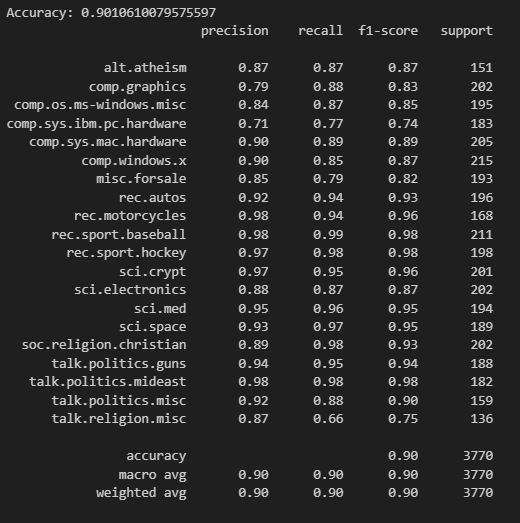 Accuracy: 0.9010610079575597
precision recall f1-score support
alt.atheism 0.87 0.87 0.87 151
comp.graphics 0.79 0.88 0.83 202
comp.os.ms-windows.misc 0.84 0.87 0.85 195
comp.sys.ibm.pc.hardware 0.71 0.77 0.74 183
comp.sys.mac.hardware 0.90 0.89 0.89 205
comp.windows.x 0.90 0.85 0.87 215
misc.forsale 0.85 0.79 0.82 193
rec.autos 0.92 0.94 0.93 196
rec.motorcycles 0.98 0.94 0.96 168
rec.sport.baseball 0.98 0.99 0.98 211
rec.sport.hockey 0.97 0.98 0.98 198
sci.crypt 0.97 0.95 0.96 201
sci.electronics 0.88 0.87 0.87 202
sci.med 0.95 0.96 0.95 194
sci.space 0.93 0.97 0.95 189
soc.religion.christian 0.89 0.98 0.93 202
talk.politics.guns 0.94 0.95 0.94 188
talk.politics.mideast 0.98 0.98 0.98 182
talk.politics.misc 0.92 0.88 0.90 159
talk.religion.misc 0.87 0.66 0.75 136
accuracy 0.90 3770
macro avg 0.90 0.90 0.90 3770
weighted avg 0.90 0.90 0.90 3770